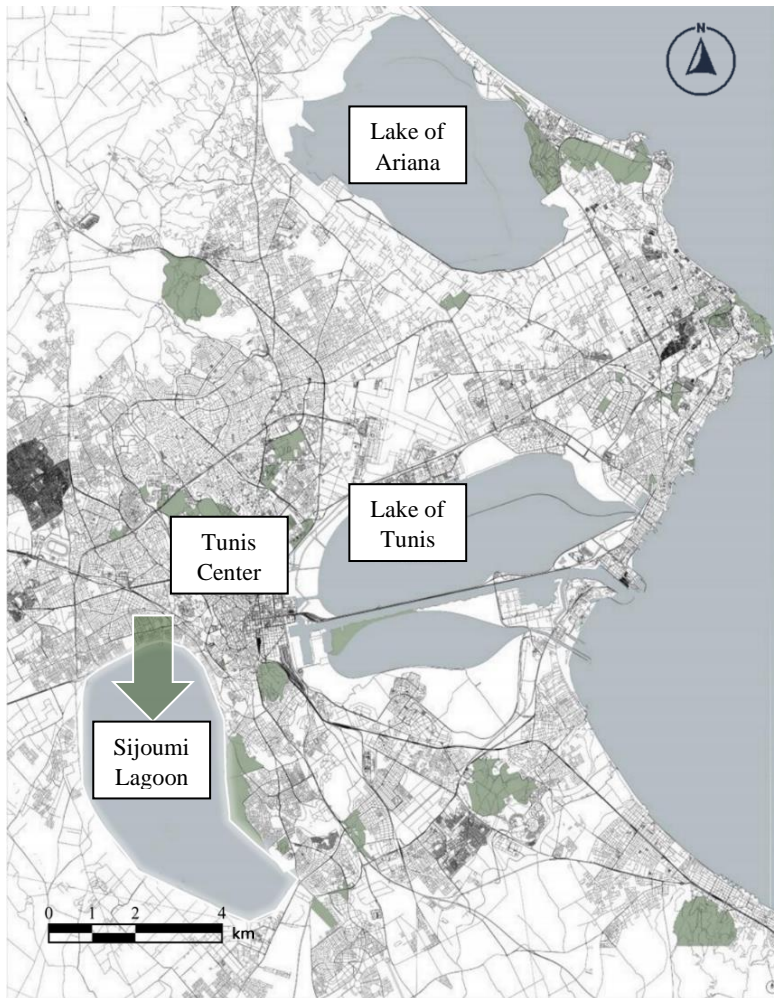 N
Lake of
Ariana
Lake of
Tunis
Tunis
Center
Sijoumi
Lagoon
0 1 2 4
km